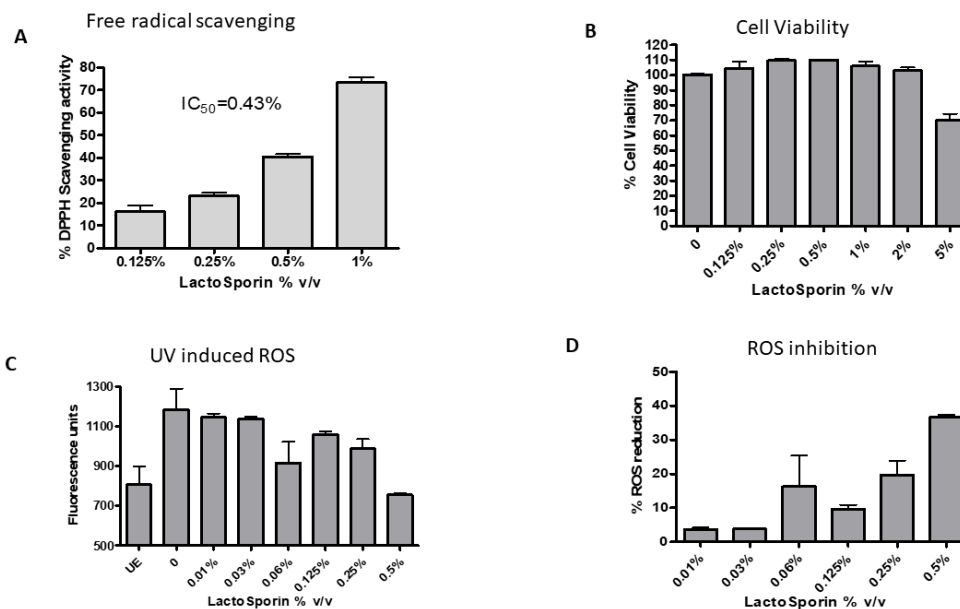 A
Free radical scavenging
% DPPH Scavenging activity
80
70
60
50
40
30
20
10
0
IC50=0.43%
0.125% 0.25% 0.5% 1%
LactoSporin % v/v
B
Cell Viability
% Cell Viability
120
110
100
90
80
70
60
50
40
30
20
10
0
0 0.125% 0.25% 0.5% 1% 2% 5%
LactoSporin % v/v
C
UV induced ROS
Fluorescence units
1300
1100
900
700
500
UE 0 0.01% 0.03% 0.06% 0.125% 0.25% 0.5%
LactoSporin % v/v
D
ROS inhibition
% ROS reduction
50
40
30
20
10
0
0.01% 0.03% 0.06% 0.125% 0.25% 0.5%
LactoSporin % v/v